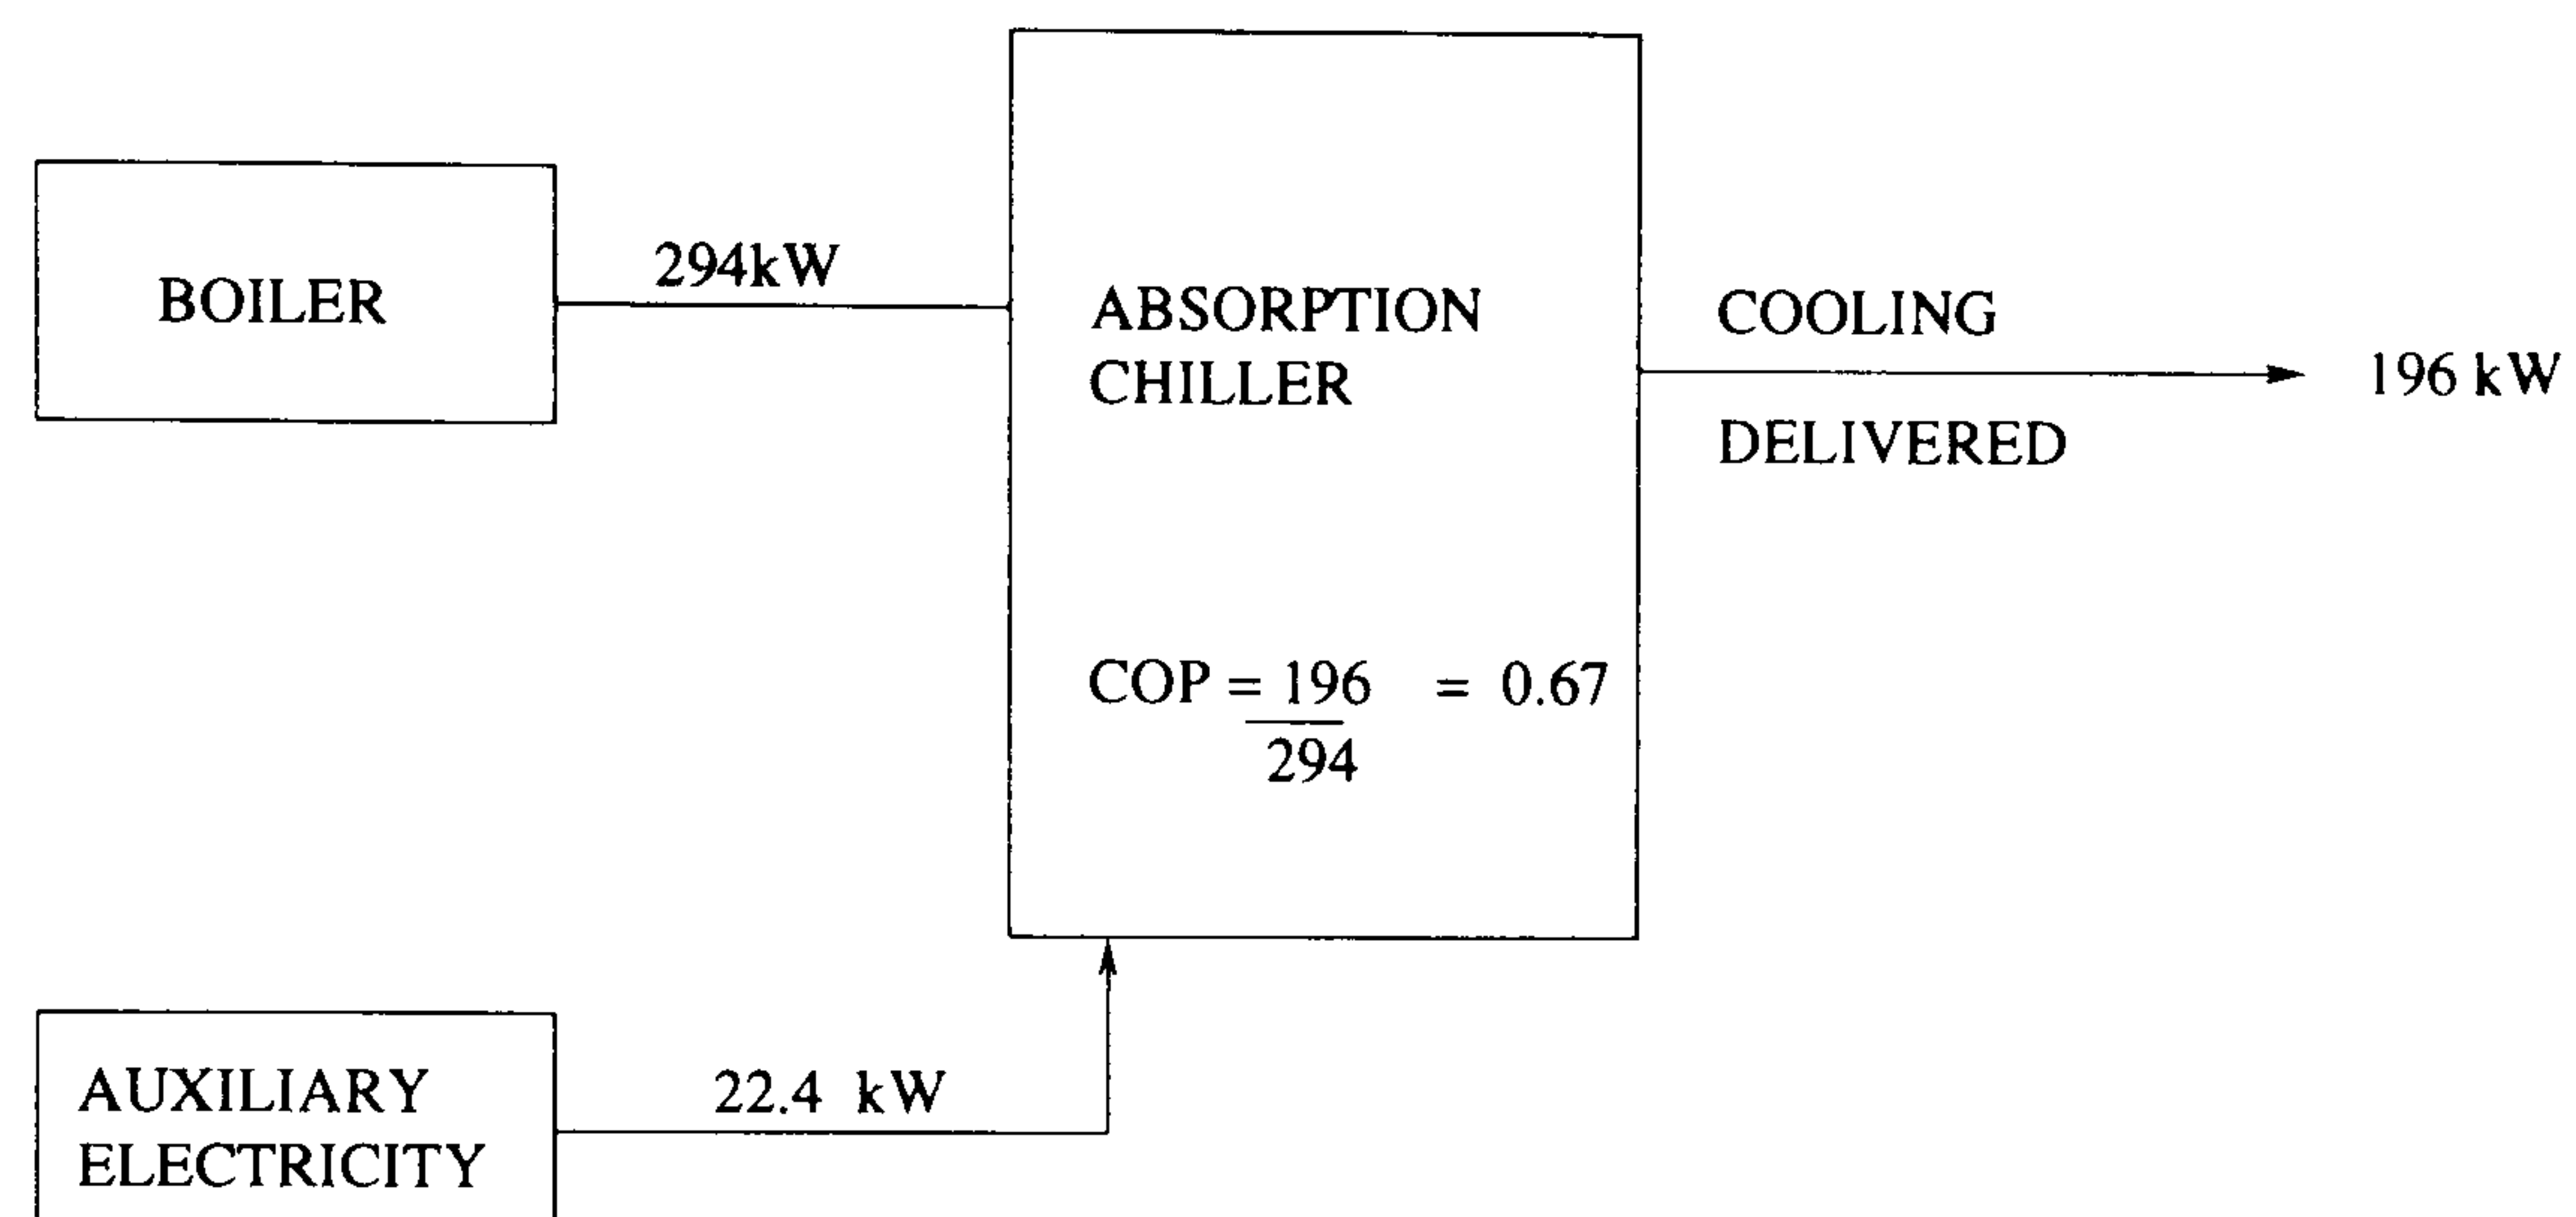 BOILER
294kW
ABSORPTION
CHILLER
COOLING
DELIVERED
196 kW
COP = 196 = 0.67
294
AUXILIARY
ELECTRICITY
22.4 kW